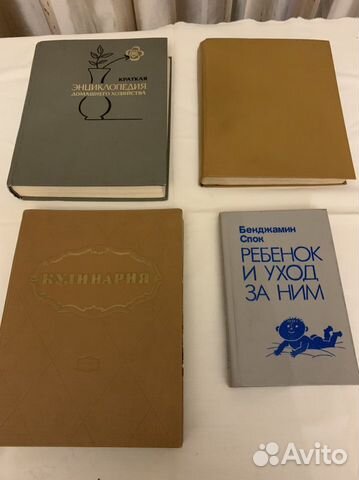 КРАТКАЯ
ЭНЦИКЛОПЕДИЯ
ДОМАШНЕГО ХОЗЯЙСТВА
КУЛИНАРИЯ
Бенджамин
Спок
РЕБЕНОК
И УХОД
ЗА НИМ
Avito